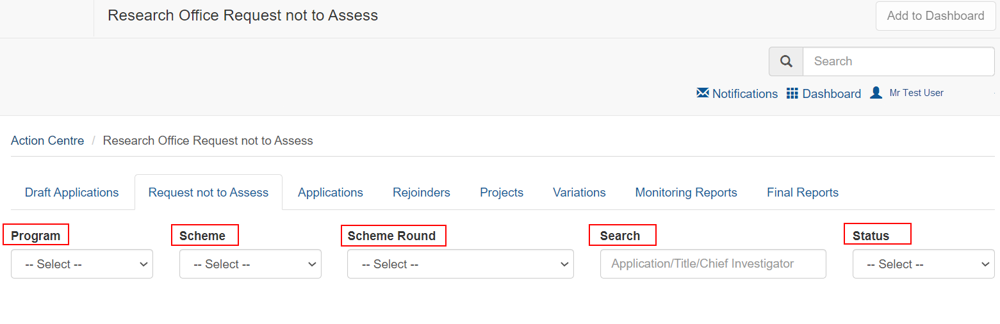 Research Office Request not to Assess
Add to Dashboard
Search
Notifications Dashboard Mr Test User
Action Centre / Research Office Request not to Assess
Draft Applications Request not to Assess Applications Rejoinders Projects Variations Monitoring Reports Final Reports
Program Scheme Scheme Round Search Status
-- Select -- -- Select -- -- Select -- Application/Title/Chief Investigator -- Select --